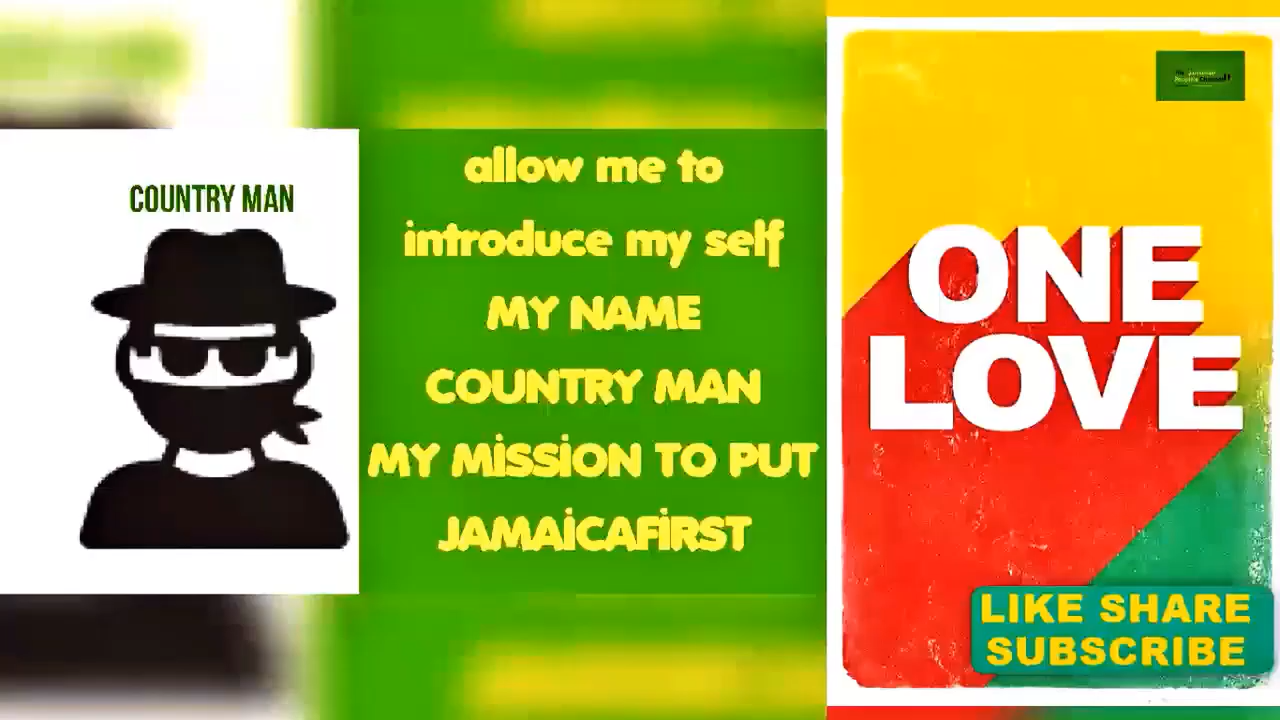 COUNTRY MAN
allow me to
introduce my self
MY NAME
COUNTRY MAN
MY MISSION TO PUT
JAMAICAFIRST
ONE
LOVE
LIKE SHARE
SUBSCRIBE